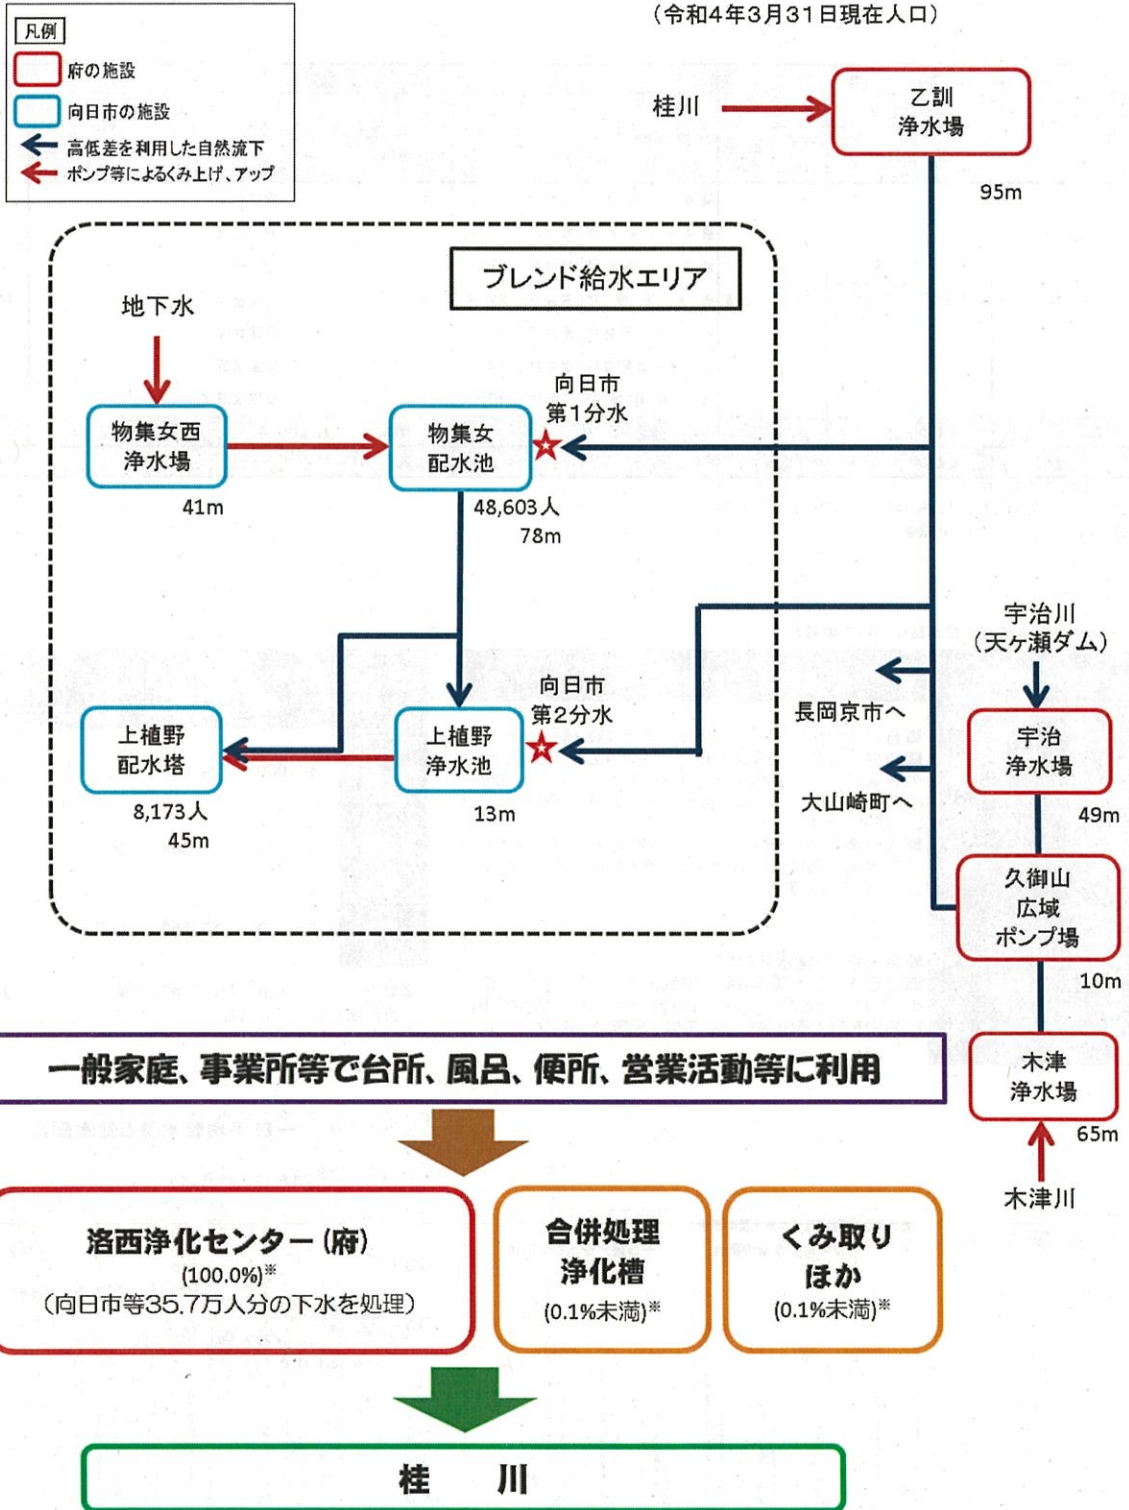 (令和4年3月31日現在人口)
凡例
府の施設
向日市の施設
高低差を利用した自然流下
ポンプ等によるくみ上げ、アップ
桂川
乙訓
浄水場
95m
ブレンド給水エリア
地下水
物集女西
浄水場
41m
物集女
配水池
48,603人
78m
向日市
第1分水
上植野
配水塔
8,173人
45m
上植野
浄水池
13m
向日市
第2分水
長岡京市へ
大山崎町へ
宇治川
(天ヶ瀬ダム)
宇治
浄水場
49m
久御山
広域
ポンプ場
10m
木津
浄水場
65m
木津川
一般家庭、事業所等で台所、風呂、便所、営業活動等に利用
洛西浄化センター(府)
(100.0%)※
(向日市等35.7万人分の下水を処理)
合併処理
浄化槽
(0.1%未満)※
くみ取り
ほか
(0.1%未満)※
桂 川